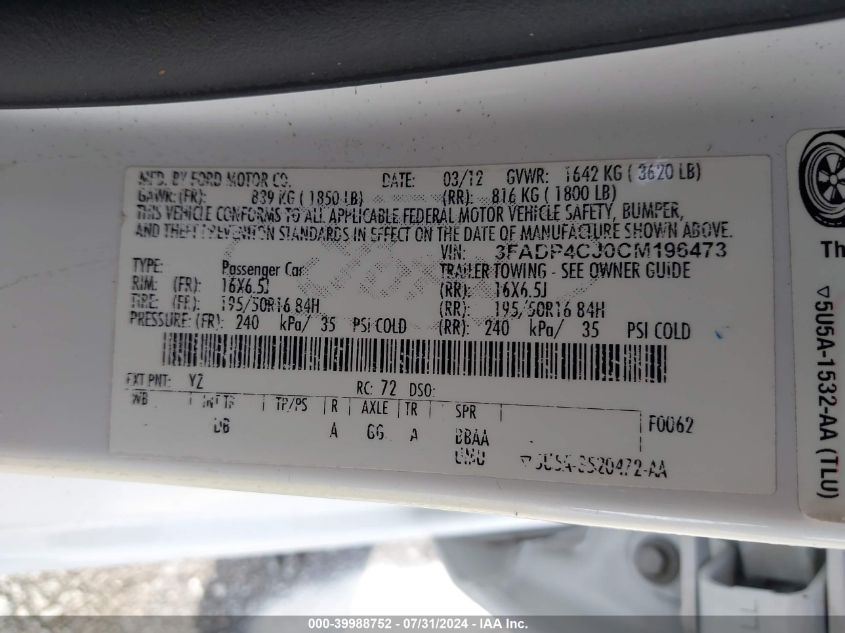 MFD. BY FORD MOTOR CO. DATE: 03/12 GVWR: 1642 KG ( 3620 LB)
GAWR: (FR): 839 KG ( 1850 LB) (RR): 816 KG ( 1800 LB)
THIS VEHICLE CONFORMS TO ALL APPLICABLE FEDERAL MOTOR VEHICLE SAFETY, BUMPER,
AND THEFT PREVENTION STANDARDS IN EFFECT ON THE DATE OF MANUFACTURE SHOWN ABOVE.
VIN: 3FADP4CJ0CM196473
TYPE: Passenger Car TRAILER TOWING - SEE OWNER GUIDE
RIM: (FR): 16X6.5J (RR): 16X6.5J
TIRE: (FR): 195/50R16 84H (RR): 195/50R16 84H
PRESSURE: (FR): 240 kPa/ 35 PSI COLD (RR): 240 kPa/ 35 PSI COLD
EXT PNT: YZ RC: 72 DSO:
WB INT TR TP/PS R AXLE TR SPR F0062
DB A GG A BBAA
UMU ▽5U5A-3520472-AA
Th
▽5U5A-1532-AA (TLU)
000-39988752 - 07/31/2024 - IAA Inc.